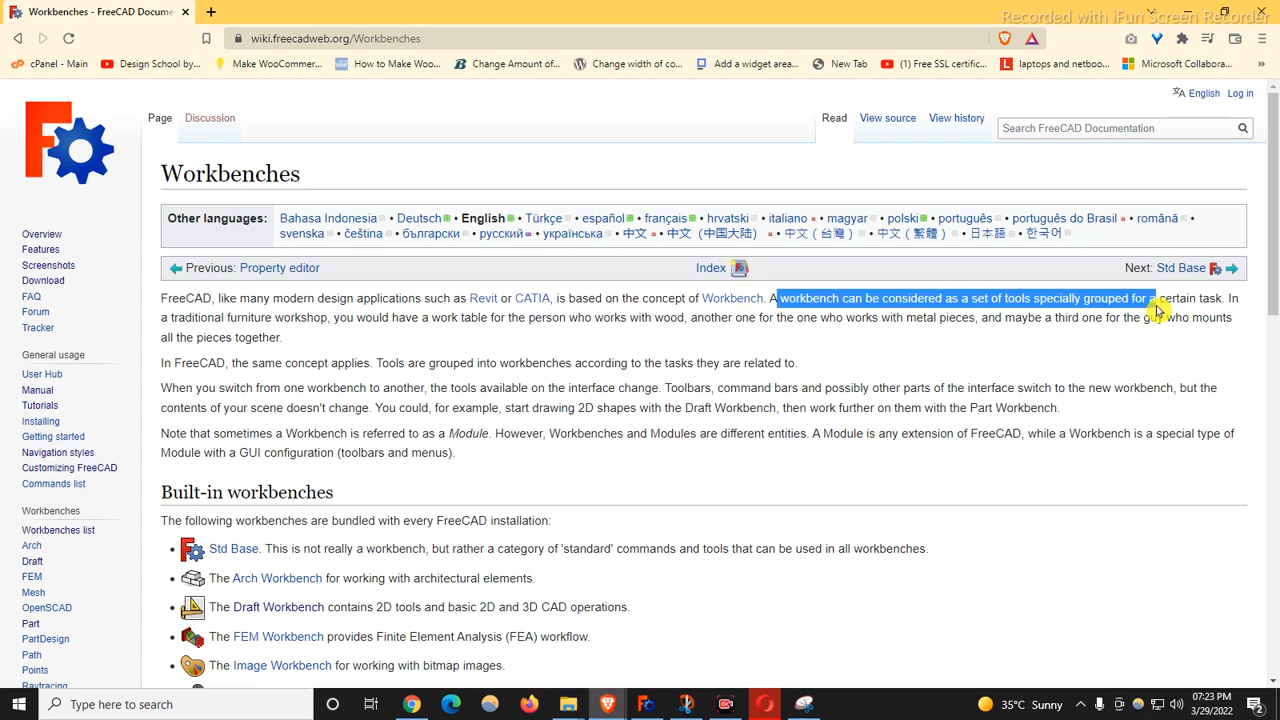 Workbenches - FreeCAD Docume
Recorded with iFun Screen Recorder
wiki.freecadweb.org/Workbenches
cPanel - Main
Design School by...
Make WooCommer...
How to Make Woo...
Change Amount of...
Change width of co...
Add a widget area...
New Tab
(1) Free SSL certific...
laptops and netboo...
Microsoft Collabora...
English
Log in
Page
Discussion
Read
View source
View history
Search FreeCAD Documentation
Workbenches
Other languages:
Bahasa Indonesia • Deutsch • English • Türkçe • español • français • hrvatski • italiano • magyar • polski • português • português do Brasil • română •
svenska • čeština • български • русский • українська • 中文 • 中文（中国大陆） • 中文（台灣） • 中文（繁體） • 日本語 • 한국어
Previous: Property editor
Index
Next: Std Base
FreeCAD, like many modern design applications such as Revit or CATIA, is based on the concept of Workbench. A workbench can be considered as a set of tools specially grouped for a certain task. In
a traditional furniture workshop, you would have a work table for the person who works with wood, another one for the one who works with metal pieces, and maybe a third one for the guy who mounts
all the pieces together.
In FreeCAD, the same concept applies. Tools are grouped into workbenches according to the tasks they are related to.
When you switch from one workbench to another, the tools available on the interface change. Toolbars, command bars and possibly other parts of the interface switch to the new workbench, but the
contents of your scene doesn't change. You could, for example, start drawing 2D shapes with the Draft Workbench, then work further on them with the Part Workbench.
Note that sometimes a Workbench is referred to as a Module. However, Workbenches and Modules are different entities. A Module is any extension of FreeCAD, while a Workbench is a special type of
Module with a GUI configuration (toolbars and menus).
Built-in workbenches
The following workbenches are bundled with every FreeCAD installation:
• Std Base. This is not really a workbench, but rather a category of 'standard' commands and tools that can be used in all workbenches.
• The Arch Workbench for working with architectural elements.
• The Draft Workbench contains 2D tools and basic 2D and 3D CAD operations.
• The FEM Workbench provides Finite Element Analysis (FEA) workflow.
• The Image Workbench for working with bitmap images.
Overview
Features
Screenshots
Download
FAQ
Forum
Tracker
General usage
User Hub
Manual
Tutorials
Installing
Getting started
Navigation styles
Customizing FreeCAD
Commands list
Workbenches
Workbenches list
Arch
Draft
FEM
Mesh
OpenSCAD
Part
PartDesign
Path
Points
Raytracing
Type here to search
35°C Sunny
07:23 PM
3/29/2022
2